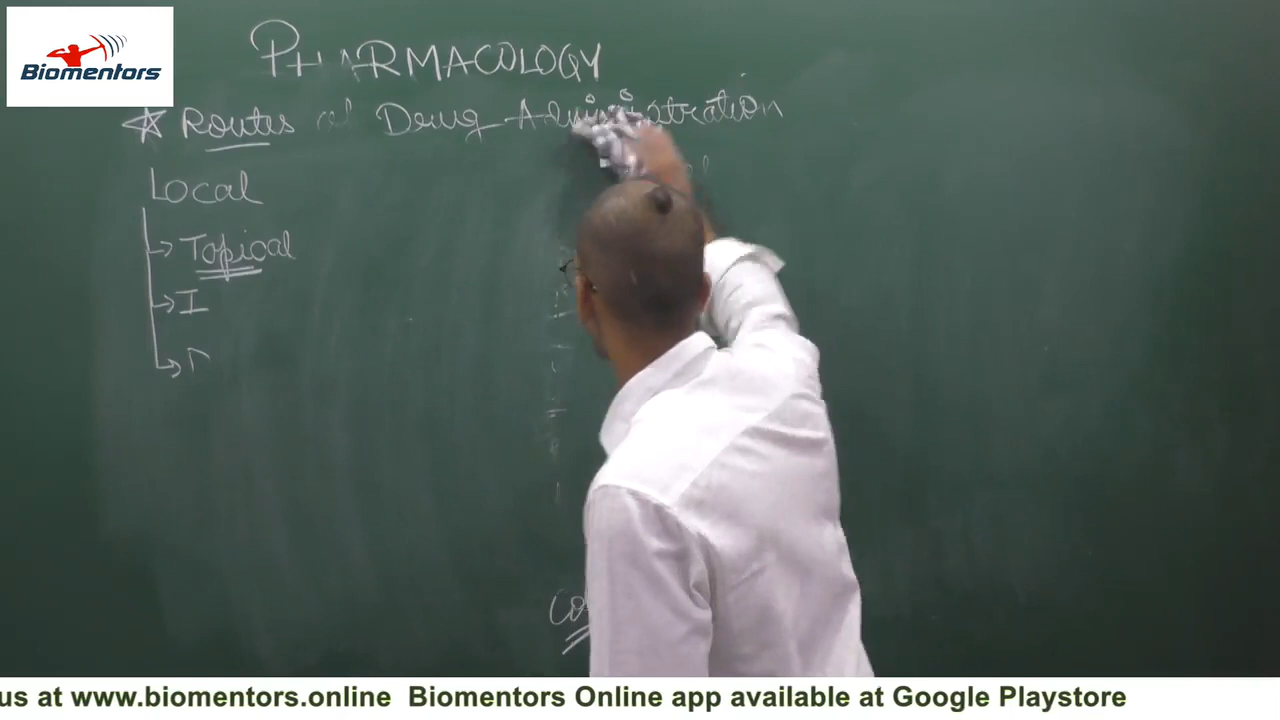 Biomentors
PHARMACOLOGY
Routes of Drug Administration
Local
Topical
I
us at www.biomentors.online Biomentors Online app available at Google Playstore